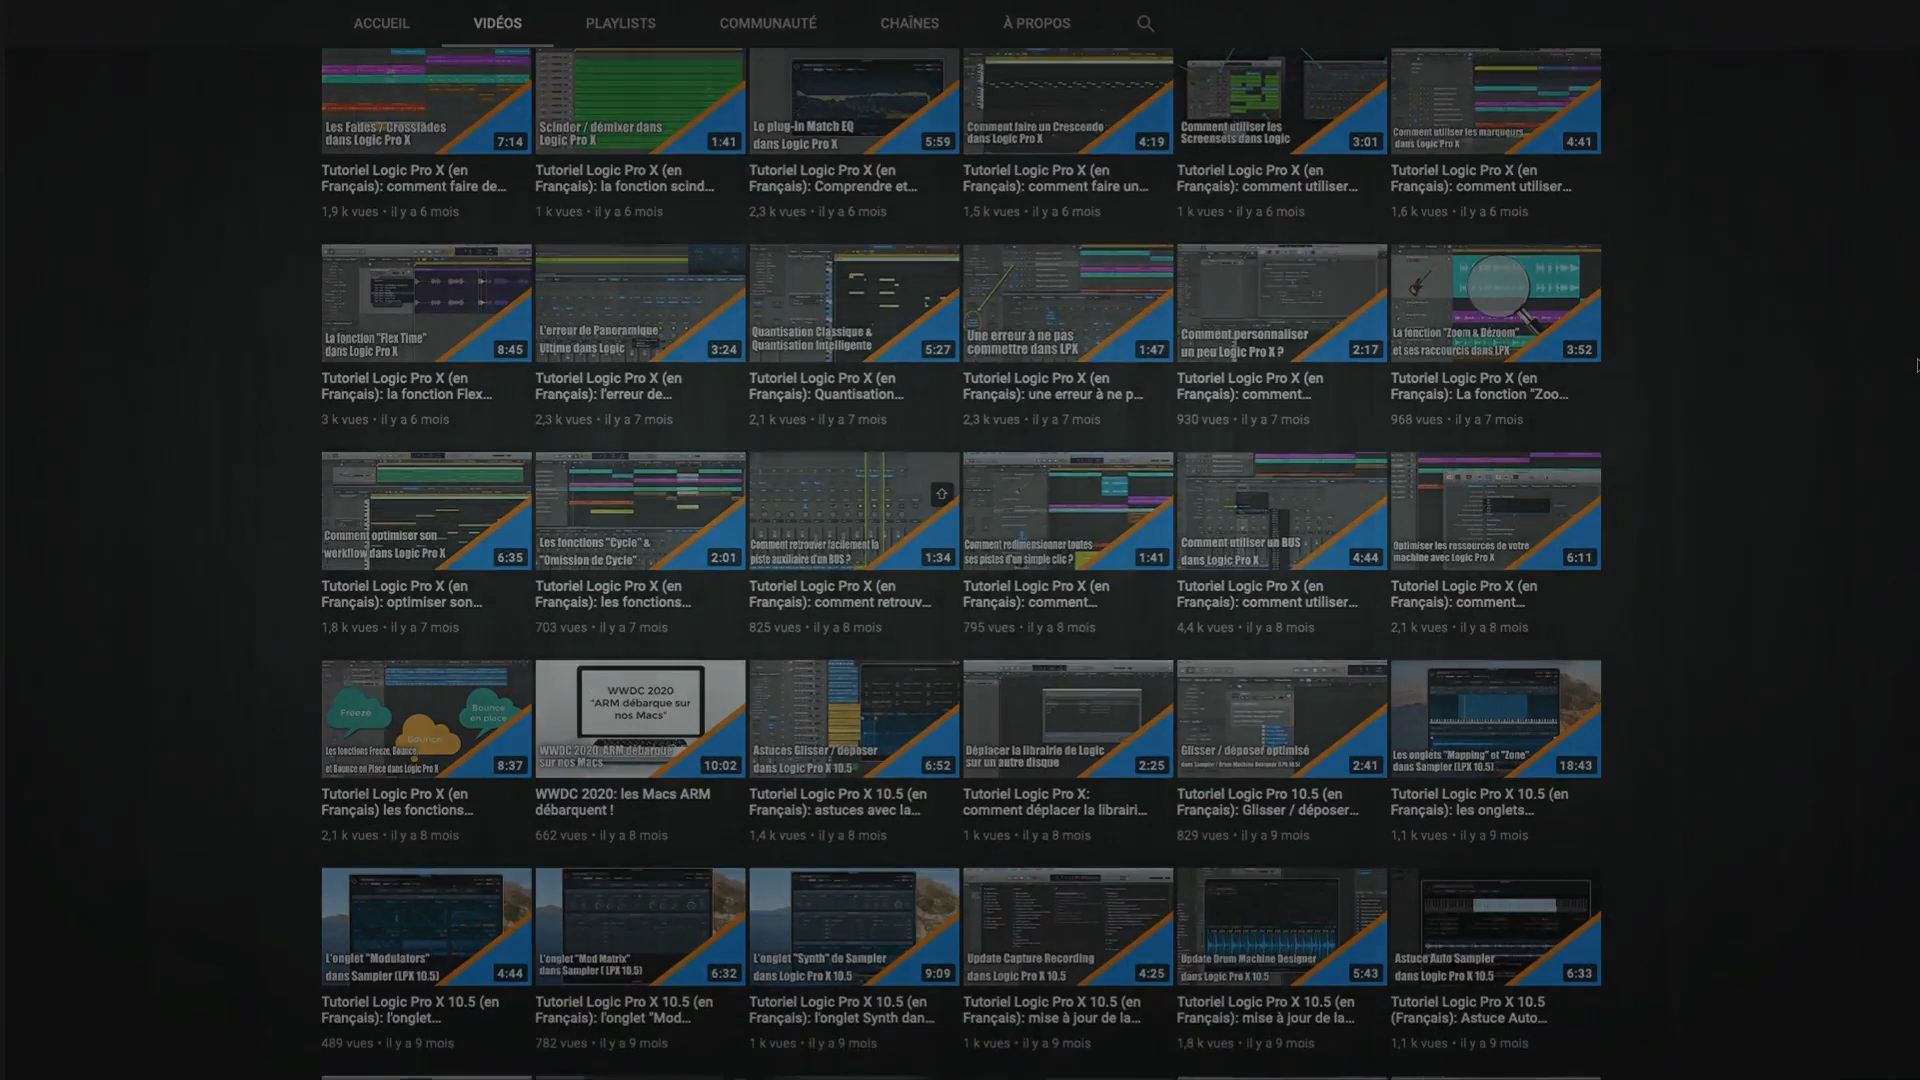 ACCUEIL VIDÉOS PLAYLISTS COMMUNAUTÉ CHAÎNES À PROPOS
Les Fades / Crossfades
dans Logic Pro X
7:14
Scinder / démixer dans
Logic Pro X
1:41
Le plug-in Match EQ
dans Logic Pro X
5:59
Comment faire un Crescendo
dans Logic Pro X
4:19
Comment utiliser les
Screensets dans Logic
3:01
Comment utiliser les marqueurs
dans Logic Pro X
4:41
Tutoriel Logic Pro X (en
Français): comment faire de...
1,9 k vues • il y a 6 mois
Tutoriel Logic Pro X (en
Français): la fonction scind...
1 k vues • il y a 6 mois
Tutoriel Logic Pro X (en
Français): Comprendre et...
2,3 k vues • il y a 6 mois
Tutoriel Logic Pro X (en
Français): comment faire un...
1,5 k vues • il y a 6 mois
Tutoriel Logic Pro X (en
Français): comment utiliser...
1 k vues • il y a 6 mois
Tutoriel Logic Pro X (en
Français): comment utiliser...
1,6 k vues • il y a 6 mois
La fonction "Flex Time"
dans Logic Pro X
8:45
L'erreur de Panoramique
Ultime dans Logic
3:24
Quantisation Classique &
Quantisation Intelligente
5:27
Une erreur à ne pas
commettre dans LPX
1:47
Comment personnaliser
un peu Logic Pro X ?
2:17
La fonction "Zoom & Dézoom"
et ses raccourcis dans LPX
3:52
Tutoriel Logic Pro X (en
Français): la fonction Flex...
3 k vues • il y a 6 mois
Tutoriel Logic Pro X (en
Français): l'erreur de...
2,3 k vues • il y a 7 mois
Tutoriel Logic Pro X (en
Français): Quantisation...
2,1 k vues • il y a 7 mois
Tutoriel Logic Pro X (en
Français): une erreur à ne p...
2,3 k vues • il y a 7 mois
Tutoriel Logic Pro X (en
Français): comment...
930 vues • il y a 7 mois
Tutoriel Logic Pro X (en
Français): La fonction "Zoo...
968 vues • il y a 7 mois
Comment optimiser son
workflow dans Logic Pro X
6:35
Les fonctions "Cycle" &
"Omission de Cycle"
2:01
Comment retrouver facilement la
piste auxiliaire d'un BUS ?
1:34
Comment redimensionner toutes
ses pistes d'un simple clic ?
1:41
Comment utiliser un BUS
dans Logic Pro X
4:44
Optimiser les ressources de votre
machine avec Logic Pro X
6:11
Tutoriel Logic Pro X (en
Français): optimiser son...
1,8 k vues • il y a 7 mois
Tutoriel Logic Pro X (en
Français): les fonctions...
703 vues • il y a 7 mois
Tutoriel Logic Pro X (en
Français): comment retrouv...
825 vues • il y a 8 mois
Tutoriel Logic Pro X (en
Français): comment...
795 vues • il y a 8 mois
Tutoriel Logic Pro X (en
Français): comment utiliser...
4,4 k vues • il y a 8 mois
Tutoriel Logic Pro X (en
Français): comment...
2,1 k vues • il y a 8 mois
Freeze
Bounce
en place
Bounce
Les fonctions Freeze, Bounce
et Bounce en Place dans Logic Pro X
8:37
WWDC 2020
"ARM débarque sur
nos Macs"
WWDC 2020: ARM débarque
sur nos Macs
10:02
Astuces Glisser / déposer
dans Logic Pro X 10.5
6:52
Déplacer la librairie de Logic
sur un autre disque
2:25
Glisser / déposer optimisé
dans Sampler / Drum Machine Designer (LPX 10.5)
2:41
Les onglets "Mapping" et "Zone"
dans Sampler (LPX 10.5)
18:43
Tutoriel Logic Pro X (en
Français) les fonctions...
2,1 k vues • il y a 8 mois
WWDC 2020: les Macs ARM
débarquent !
662 vues • il y a 8 mois
Tutoriel Logic Pro X 10.5 (en
Français): astuces avec la...
1,4 k vues • il y a 8 mois
Tutoriel Logic Pro X:
comment déplacer la librairi...
1 k vues • il y a 8 mois
Tutoriel Logic Pro 10.5 (en
Français): Glisser / déposer...
829 vues • il y a 9 mois
Tutoriel Logic Pro X 10.5 (en
Français): les onglets...
1,1 k vues • il y a 9 mois
L'onglet "Modulators"
dans Sampler (LPX 10.5)
4:44
L'onglet "Mod Matrix"
dans Sampler ( LPX 10.5)
6:32
L'onglet "Synth" de Sampler
dans Logic Pro X 10.5
9:09
Update Capture Recording
dans Logic Pro X 10.5
4:25
Update Drum Machine Designer
dans Logic Pro X 10.5
5:43
Astuce Auto Sampler
dans Logic Pro X 10.5
6:33
Tutoriel Logic Pro X 10.5 (en
Français): l'onglet...
489 vues • il y a 9 mois
Tutoriel Logic Pro X 10.5 (en
Français): l'onglet "Mod...
782 vues • il y a 9 mois
Tutoriel Logic Pro X 10.5 (en
Français): l'onglet Synth dan...
1 k vues • il y a 9 mois
Tutoriel Logic Pro X 10.5 (en
Français): mise à jour de la...
1 k vues • il y a 9 mois
Tutoriel Logic Pro X 10.5 (en
Français): mise à jour de la...
1,8 k vues • il y a 9 mois
Tutoriel Logic Pro X 10.5
(Français): Astuce Auto...
1,1 k vues • il y a 9 mois